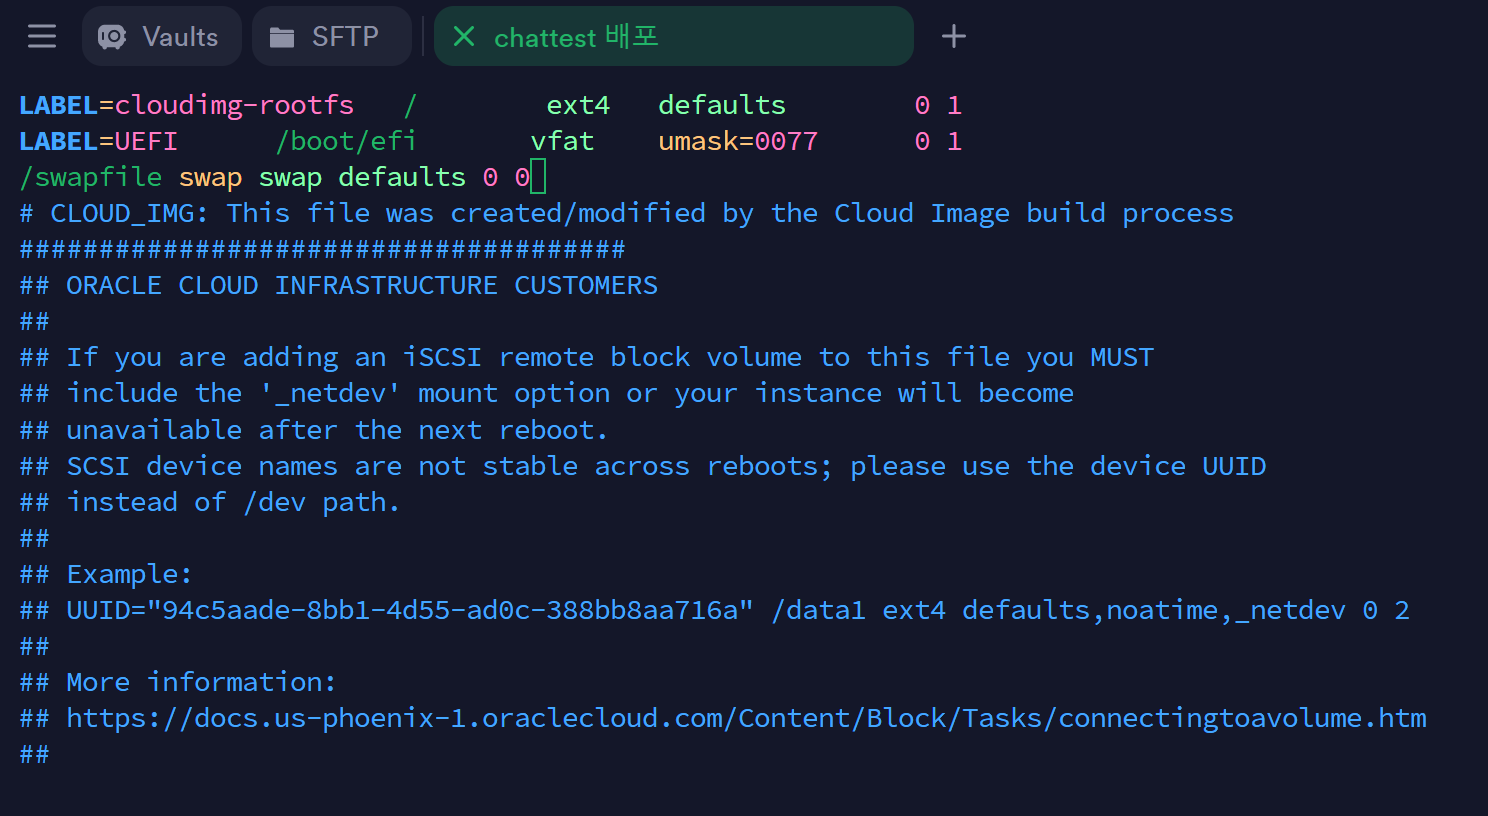 Vaults SFTP chattest 배포
LABEL=cloudimg-rootfs / ext4 defaults 0 1
LABEL=UEFI /boot/efi vfat umask=0077 0 1
/swapfile swap swap defaults 0 0
# CLOUD_IMG: This file was created/modified by the Cloud Image build process
######################################
## ORACLE CLOUD INFRASTRUCTURE CUSTOMERS
##
## If you are adding an iSCSI remote block volume to this file you MUST
## include the '_netdev' mount option or your instance will become
## unavailable after the next reboot.
## SCSI device names are not stable across reboots; please use the device UUID
## instead of /dev path.
##
## Example:
## UUID="94c5aade-8bb1-4d55-ad0c-388bb8aa716a" /data1 ext4 defaults,noatime,_netdev 0 2
##
## More information:
## https://docs.us-phoenix-1.oraclecloud.com/Content/Block/Tasks/connectingtoavolume.htm
##